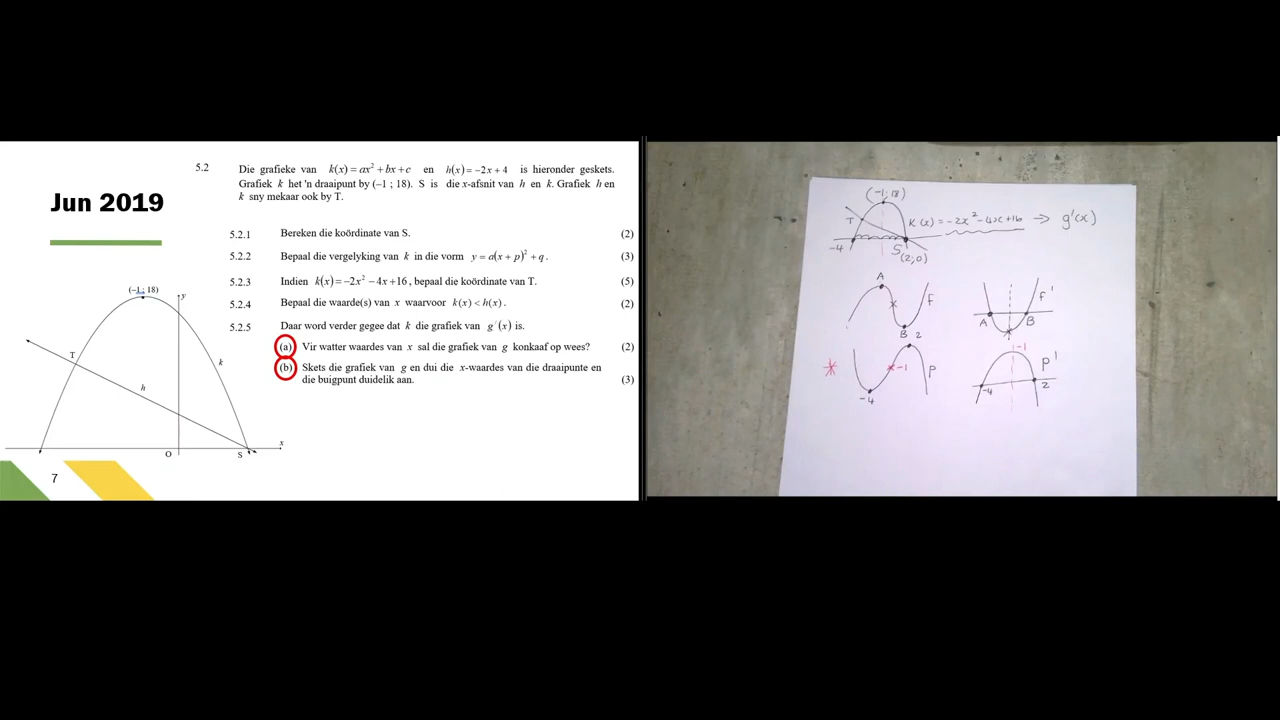 Jun 2019
5.2 Die grafieke van k(x) = ax² + bx + c en h(x) = −2x + 4 is hieronder geskets.
Grafiek k het 'n draaipunt by (−1 ; 18). S is die x-afsnit van h en k. Grafiek h en
k sny mekaar ook by T.
5.2.1 Bereken die koördinate van S. (2)
5.2.2 Bepaal die vergelyking van k in die vorm y = a(x + p)² + q. (3)
5.2.3 Indien k(x) = −2x² − 4x + 16, bepaal die koördinate van T. (5)
5.2.4 Bepaal die waarde(s) van x waarvoor k(x) < h(x). (2)
5.2.5 Daar word verder gegee dat k die grafiek van g'(x) is.
(a) Vir watter waardes van x sal die grafiek van g konkaaf op wees? (2)
(b) Skets die grafiek van g en dui die x-waardes van die draaipunte en
die buigpunt duidelik aan. (3)
(−1 ; 18)
y
T
k
h
x
O
S
7
(-1; 18)
T
K(x) = -2x² - 4x + 16 → g'(x)
-4
S (2; 0)
A
f
B
f'
A
B
2
-1
P
-4
-1
P'
-4
2